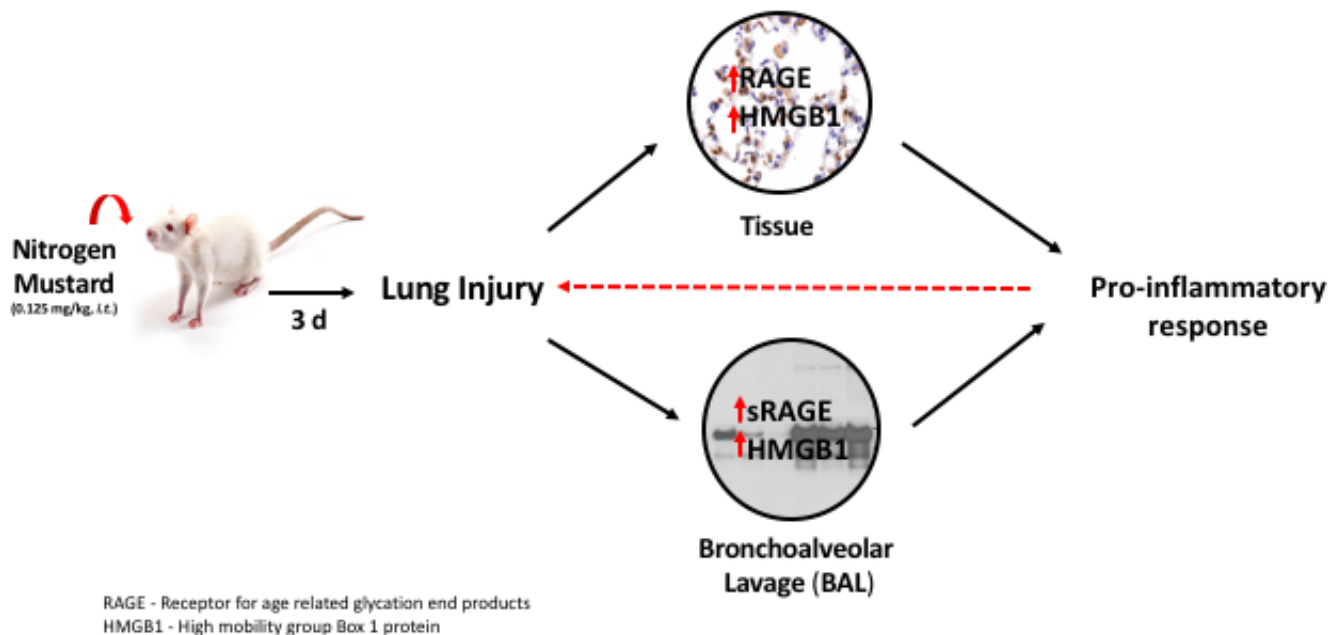 Nitrogen
Mustard
(0.125 mg/kg, i.t.)
3 d
Lung Injury
↑RAGE
↑HMGB1
Tissue
↑sRAGE
↑HMGB1
Bronchoalveolar
Lavage (BAL)
Pro-inflammatory
response
RAGE - Receptor for age related glycation end products
HMGB1 - High mobility group Box 1 protein